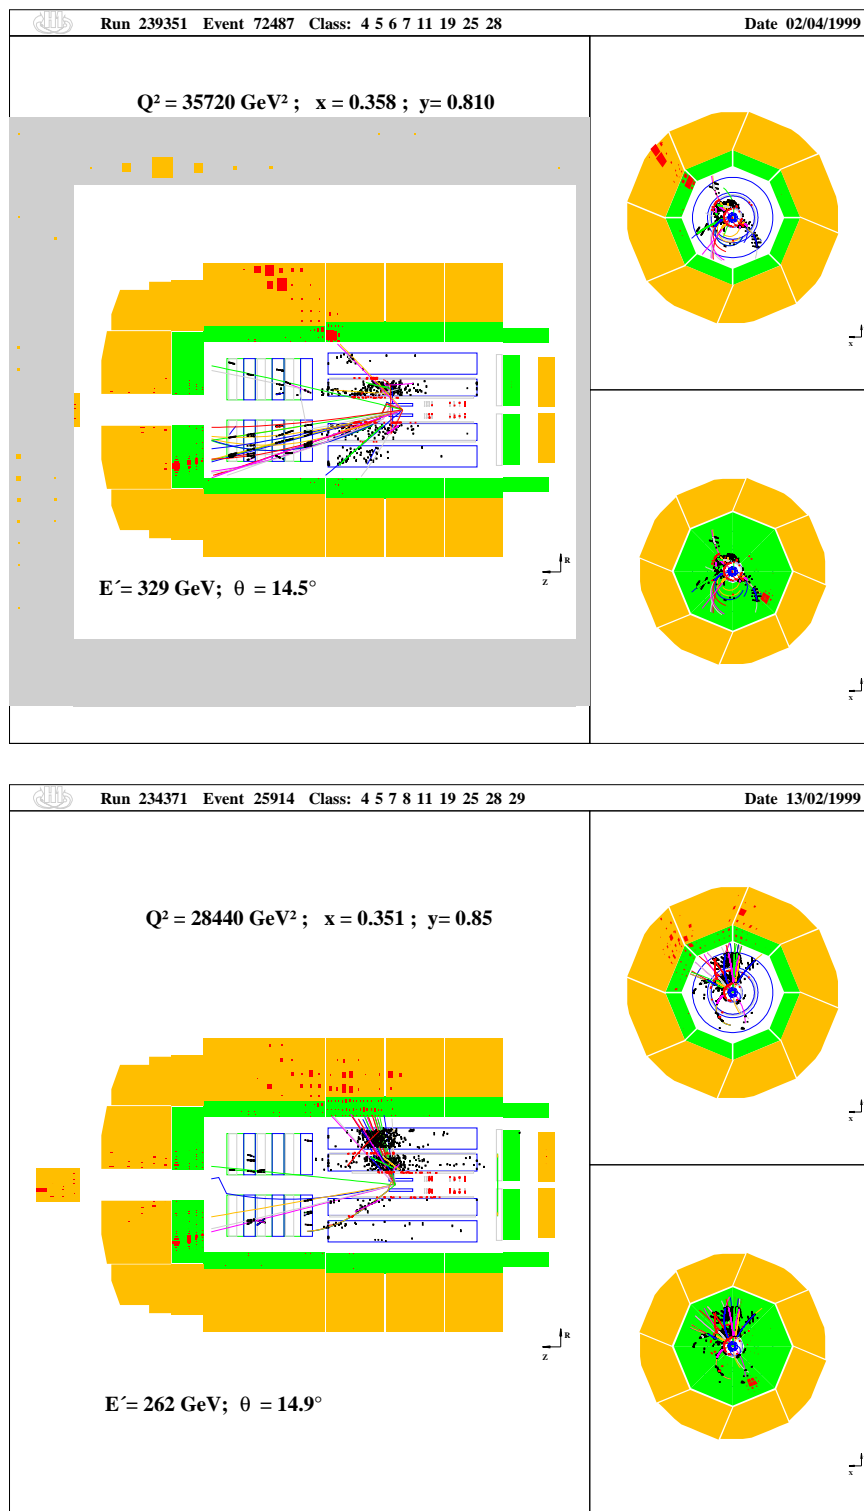 Run 239351 Event 72487 Class: 4 5 6 7 11 19 25 28 Date 02/04/1999
Q² = 35720 GeV² ; x = 0.358 ; y= 0.810
R
Z
E´= 329 GeV; θ = 14.5°
x
x
Run 234371 Event 25914 Class: 4 5 7 8 11 19 25 28 29 Date 13/02/1999
Q² = 28440 GeV² ; x = 0.351 ; y= 0.85
R
Z
E´= 262 GeV; θ = 14.9°
x
x